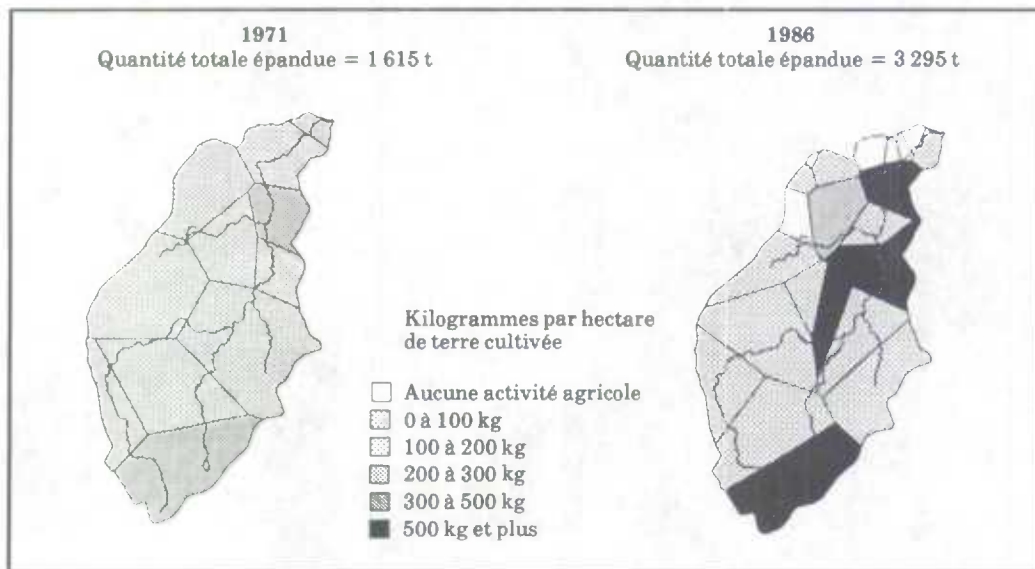 1971
Quantité totale épandue = 1 615 t
1986
Quantité totale épandue = 3 295 t
Kilogrammes par hectare
de terre cultivée
Aucune activité agricole
0 à 100 kg
100 à 200 kg
200 à 300 kg
300 à 500 kg
500 kg et plus